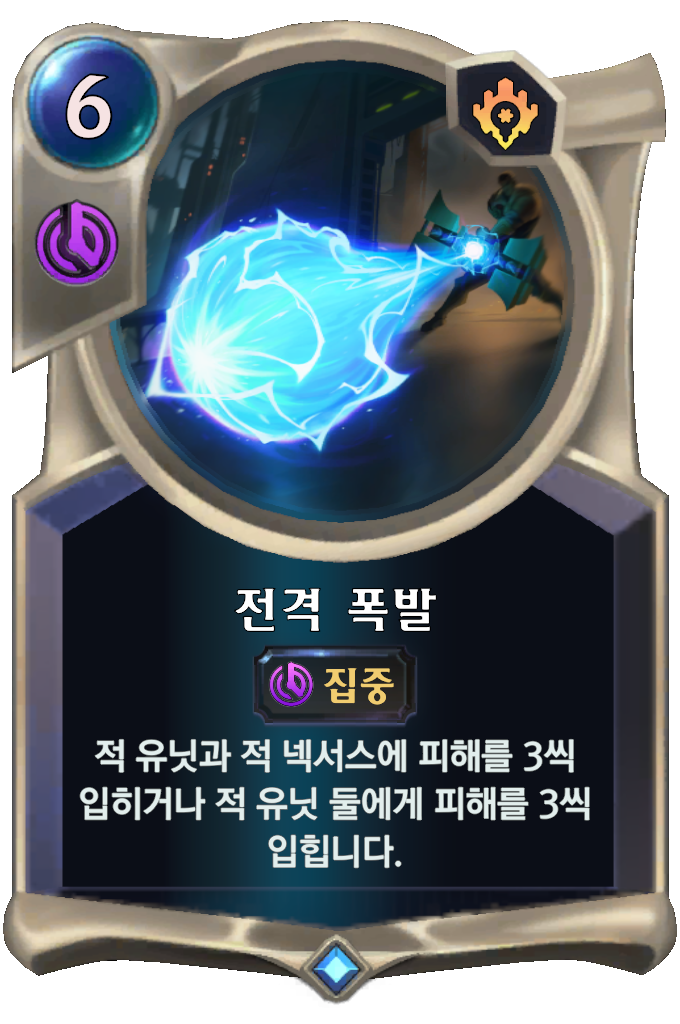 6
전격 폭발
집중
적 유닛과 적 넥서스에 피해를 3씩
입히거나 적 유닛 둘에게 피해를 3씩
입힙니다.